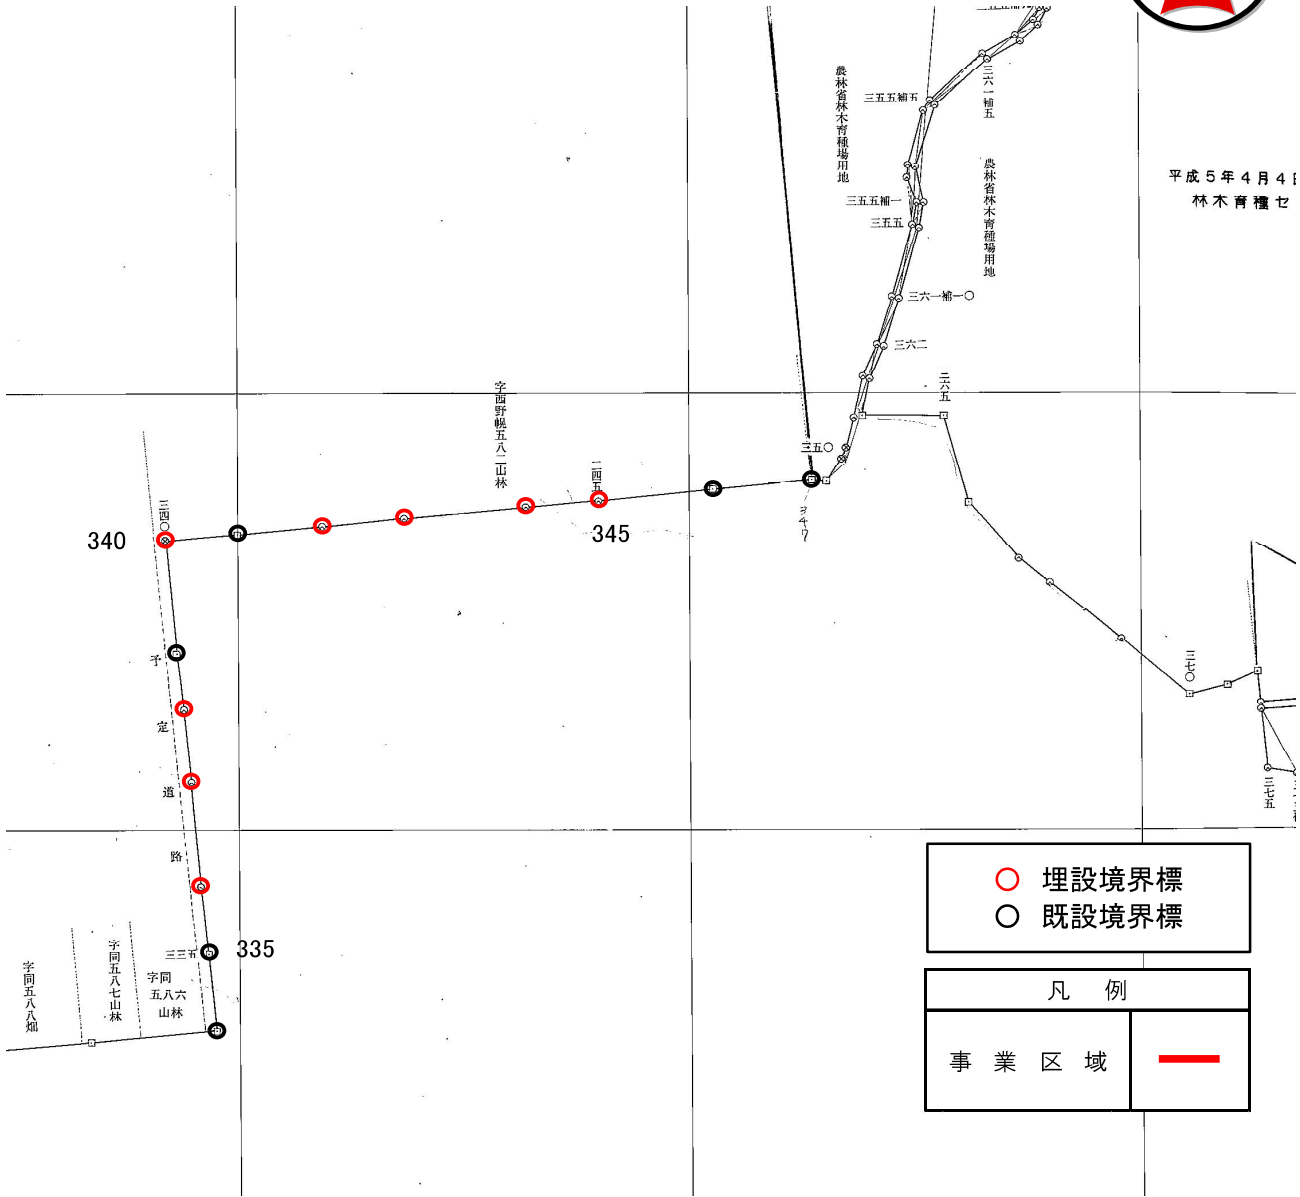 農林省林木育種場用地
三五五補五
三六一補五
農林省林木育種場用地
平成5年4月4日
林木育種セ
三五五補一
三五五
三六一補一〇
三六二
字西野幌五八二山林
二六五
三五〇
二四五
347
三四〇
340
345
予定道路
三七〇
三七五
三三五
335
字同五八八畑
字同五八七山林
字同
五八六
山林
埋設境界標
既設境界標
凡 例
事 業 区 域